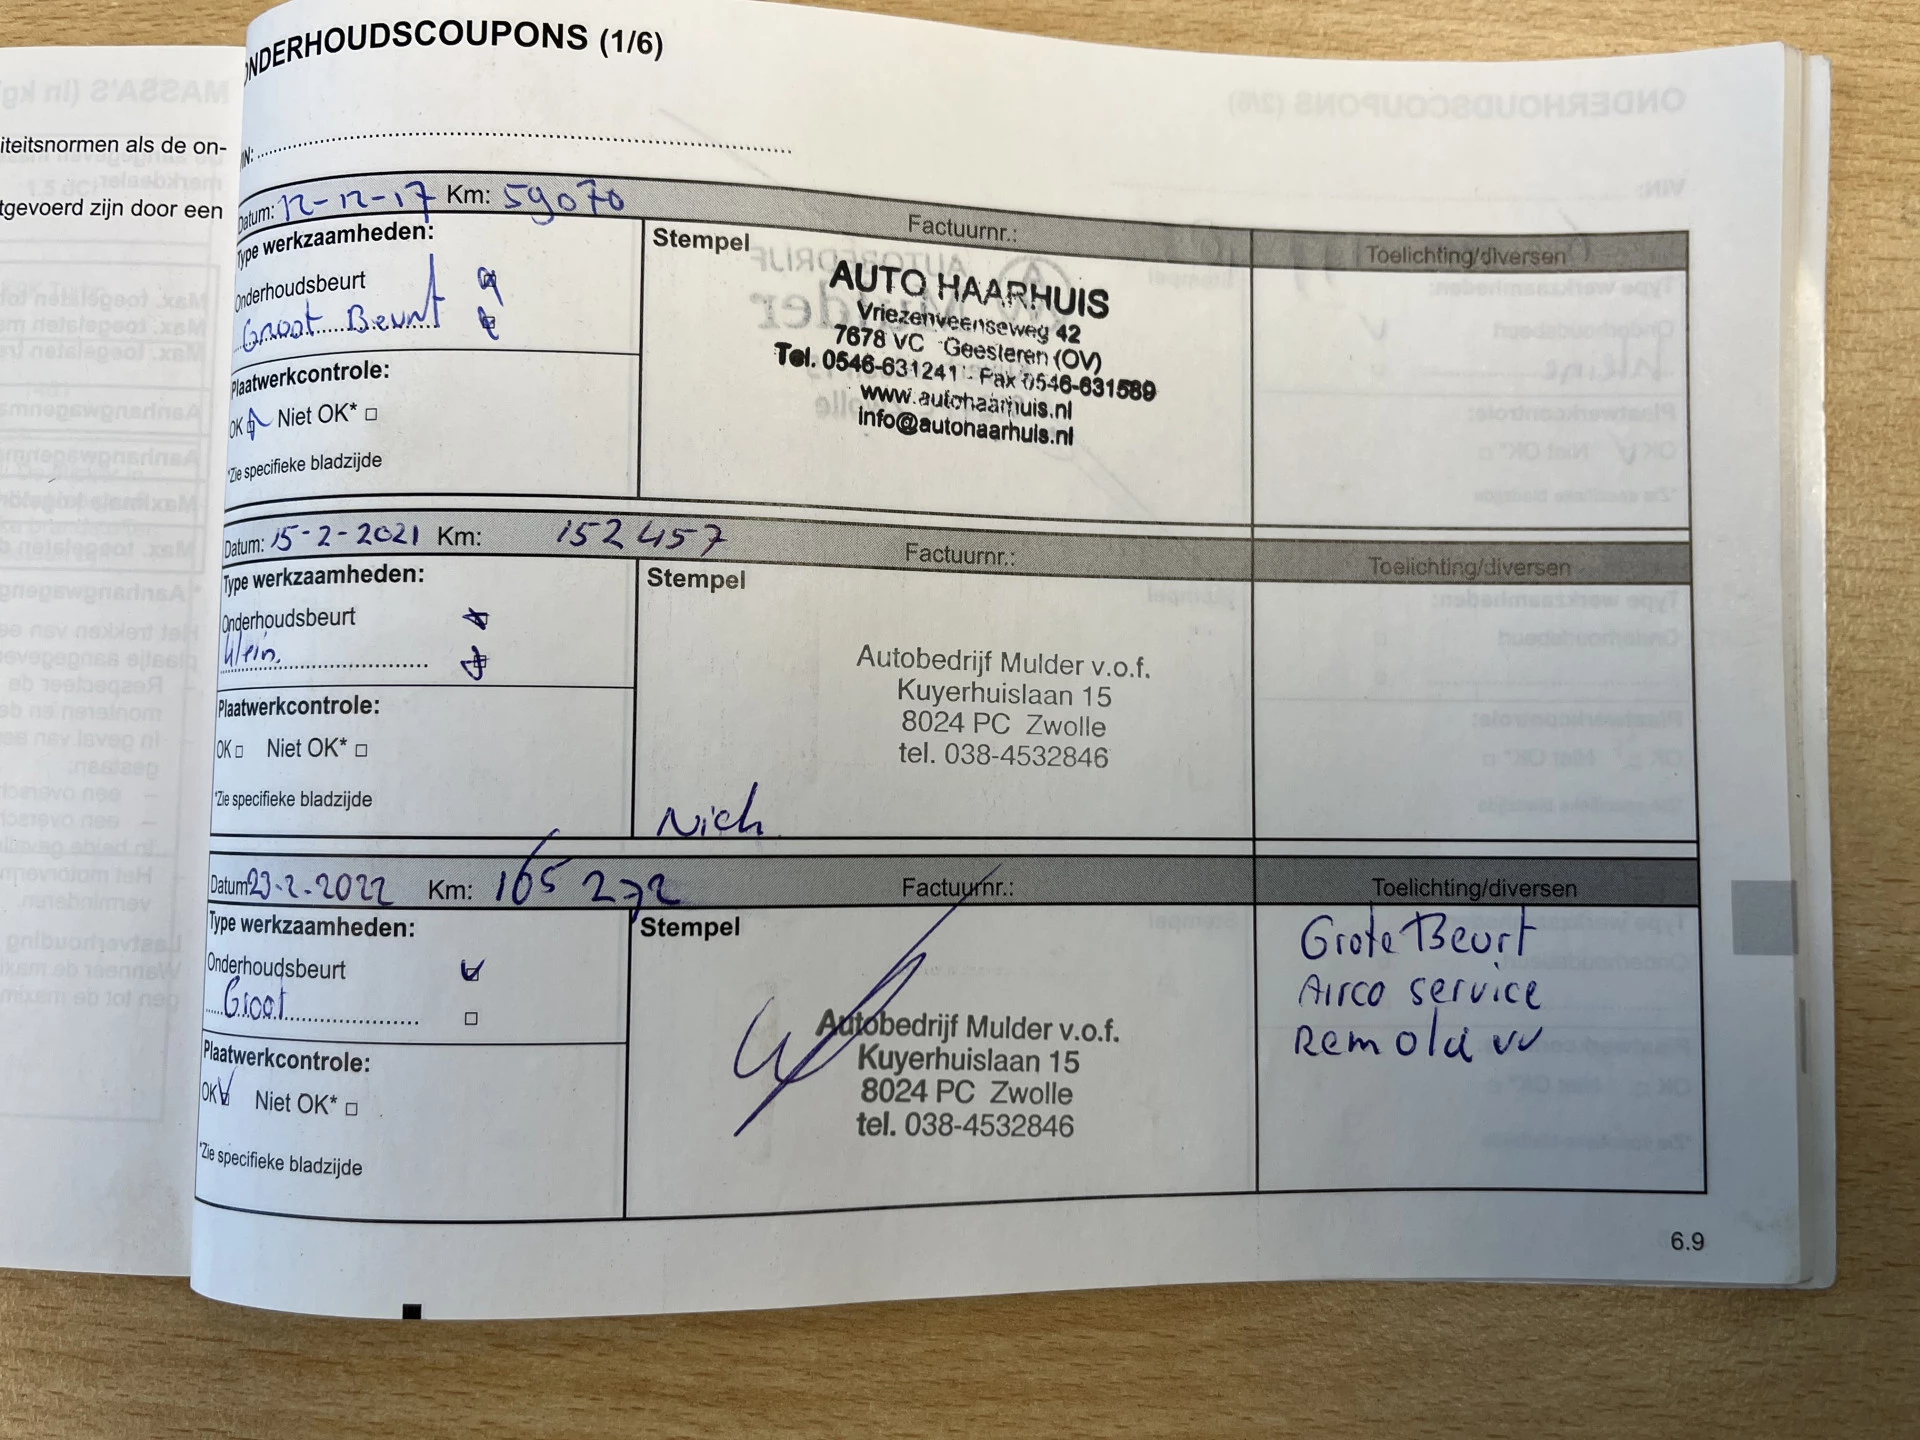 iteitsnormen als de on-
tgevoerd zijn door een
ONDERHOUDSCOUPONS (1/6)
VIN:
Datum: 12-12-17 Km: 59070
Factuurnr.:
Toelichting/diversen
Type werkzaamheden:
Onderhoudsbeurt
Groot Beurt
Plaatwerkcontrole:
OK Niet OK*
*Zie specifieke bladzijde
Stempel
AUTO HAARHUIS
Vriezenveenseweg 42
7678 VC Geesteren (OV)
Tel. 0546-631241 - Fax 0546-631589
www.autohaarhuis.nl
info@autohaarhuis.nl
Datum: 15-2-2021 Km: 152457
Factuurnr.:
Toelichting/diversen
Type werkzaamheden:
Onderhoudsbeurt
Klein.
Plaatwerkcontrole:
OK Niet OK*
*Zie specifieke bladzijde
Stempel
Autobedrijf Mulder v.o.f.
Kuyerhuislaan 15
8024 PC Zwolle
tel. 038-4532846
Nick
Datum 23-2-2022 Km: 165272
Factuurnr.:
Toelichting/diversen
Type werkzaamheden:
Onderhoudsbeurt
Groot
Plaatwerkcontrole:
OK Niet OK*
*Zie specifieke bladzijde
Stempel
Autobedrijf Mulder v.o.f.
Kuyerhuislaan 15
8024 PC Zwolle
tel. 038-4532846
Grote Beurt
Airco service
6.9